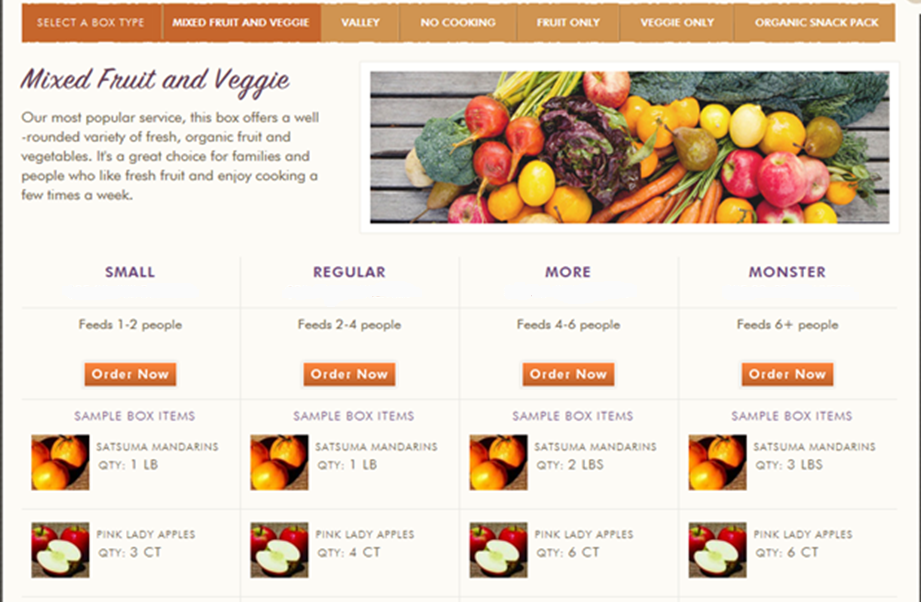 SELECT A BOX TYPE
MIXED FRUIT AND VEGGIE
VALLEY
NO COOKING
FRUIT ONLY
VEGGIE ONLY
ORGANIC SNACK PACK
Mixed Fruit and Veggie
Our most popular service, this box offers a well
-rounded variety of fresh, organic fruit and
vegetables. It's a great choice for families and
people who like fresh fruit and enjoy cooking a
few times a week.
SMALL
Feeds 1-2 people
Order Now
SAMPLE BOX ITEMS
SATSUMA MANDARINS
QTY: 1 LB
PINK LADY APPLES
QTY: 3 CT
REGULAR
Feeds 2-4 people
Order Now
SAMPLE BOX ITEMS
SATSUMA MANDARINS
QTY: 1 LB
PINK LADY APPLES
QTY: 4 CT
MORE
Feeds 4-6 people
Order Now
SAMPLE BOX ITEMS
SATSUMA MANDARINS
QTY: 2 LBS
PINK LADY APPLES
QTY: 6 CT
MONSTER
Feeds 6+ people
Order Now
SAMPLE BOX ITEMS
SATSUMA MANDARINS
QTY: 3 LBS
PINK LADY APPLES
QTY: 6 CT